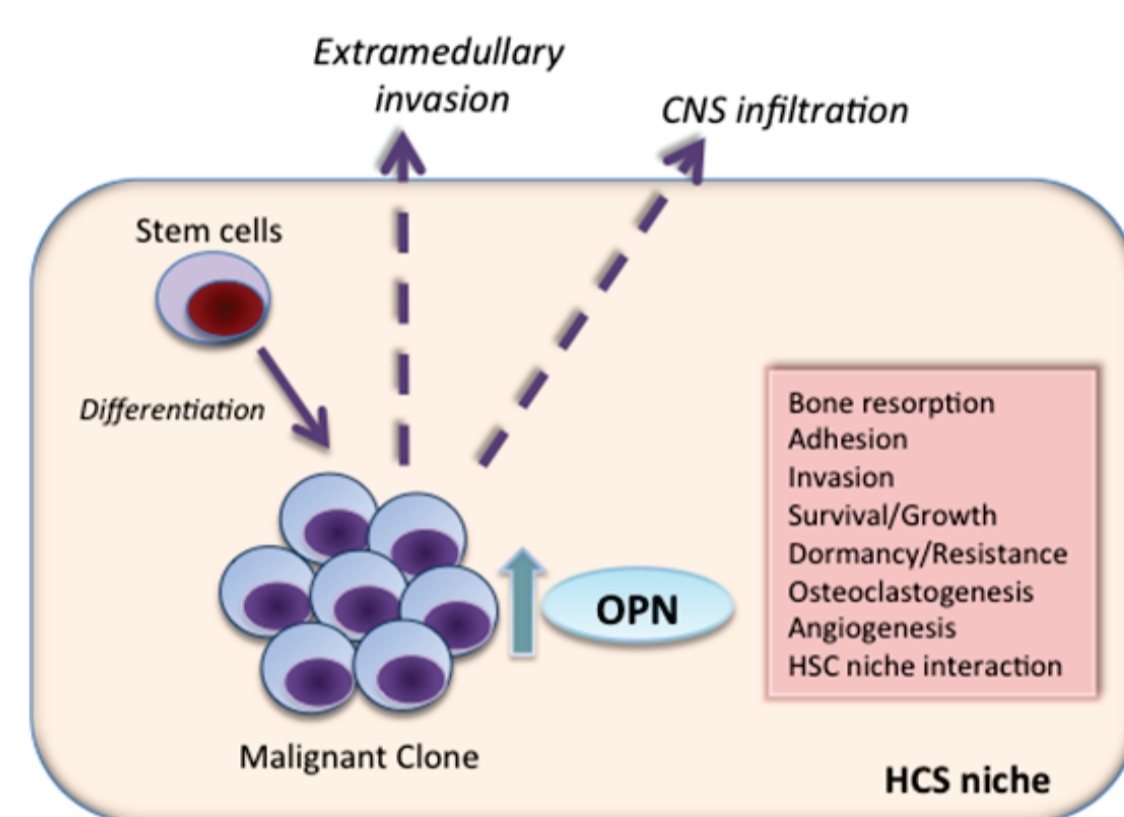 Extramedullary
invasion
CNS infiltration
Stem cells
Differentiation
Bone resorption
Adhesion
Invasion
Survival/Growth
Dormancy/Resistance
Osteoclastogenesis
Angiogenesis
HSC niche interaction
OPN
Malignant Clone
HCS niche